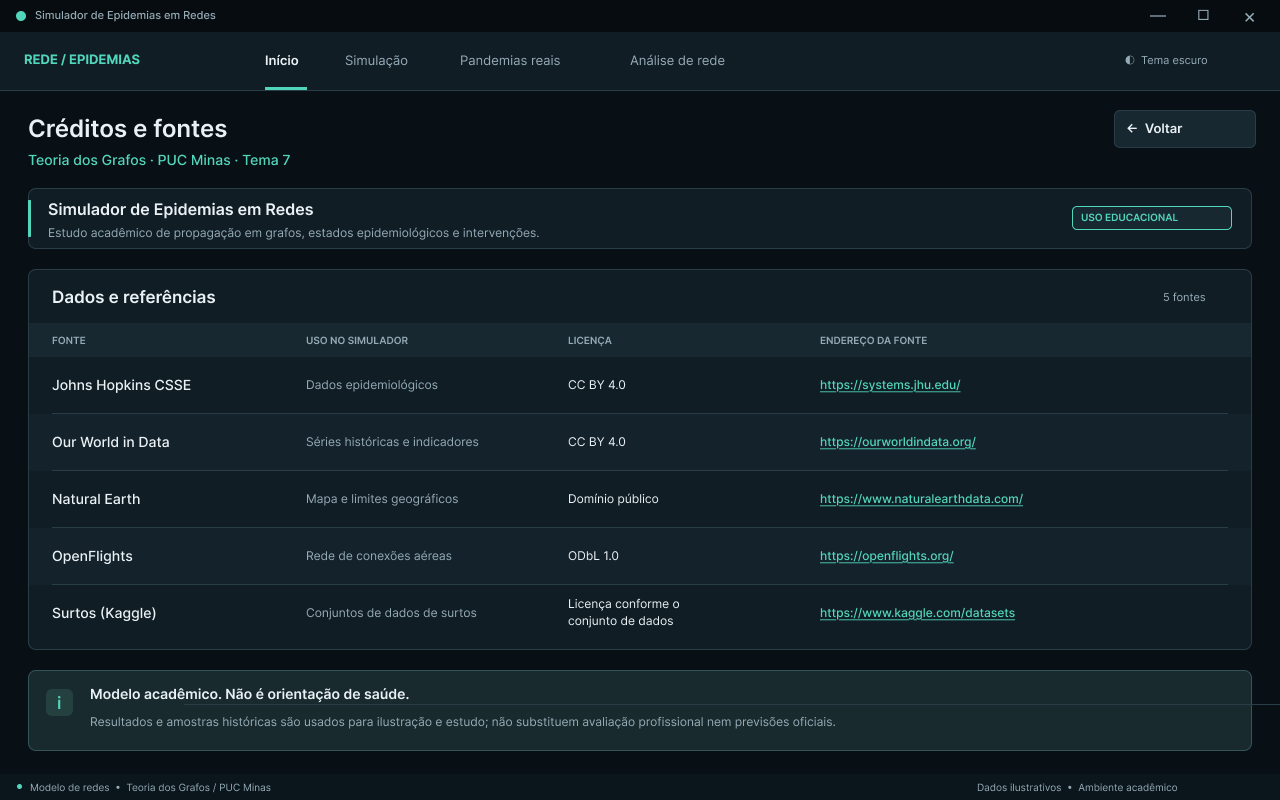 Simulador de Epidemias em Redes
REDE / EPIDEMIAS
Início
Simulação
Pandemias reais
Análise de rede
Tema escuro
Créditos e fontes
← Voltar
Teoria dos Grafos · PUC Minas · Tema 7
Simulador de Epidemias em Redes
Estudo acadêmico de propagação em grafos, estados epidemiológicos e intervenções.
USO EDUCACIONAL
Dados e referências
5 fontes
FONTE
USO NO SIMULADOR
LICENÇA
ENDEREÇO DA FONTE
Johns Hopkins CSSE
Dados epidemiológicos
CC BY 4.0
https://systems.jhu.edu/
Our World in Data
Séries históricas e indicadores
CC BY 4.0
https://ourworldindata.org/
Natural Earth
Mapa e limites geográficos
Domínio público
https://www.naturalearthdata.com/
OpenFlights
Rede de conexões aéreas
ODbL 1.0
https://openflights.org/
Surtos (Kaggle)
Conjuntos de dados de surtos
Licença conforme o
conjunto de dados
https://www.kaggle.com/datasets
i
Modelo acadêmico. Não é orientação de saúde.
Resultados e amostras históricas são usados para ilustração e estudo; não substituem avaliação profissional nem previsões oficiais.
Modelo de redes • Teoria dos Grafos / PUC Minas
Dados ilustrativos • Ambiente acadêmico